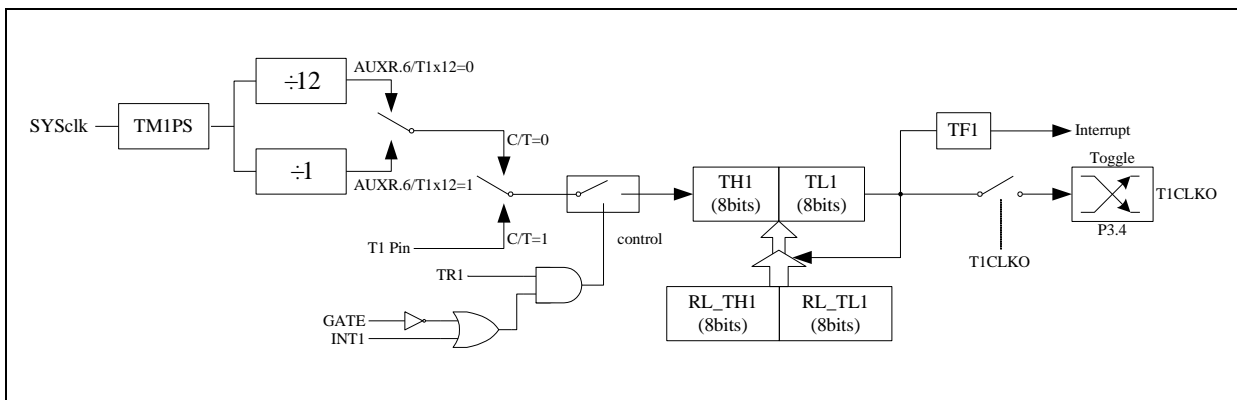 AUXR.6/T1x12=0
÷12
SYSclk
TM1PS
C/T=0
÷1
AUXR.6/T1x12=1
TF1
Interrupt
Toggle
TH1
(8bits)
TL1
(8bits)
T1CLKO
P3.4
T1 Pin
C/T=1
control
T1CLKO
TR1
RL_TH1
(8bits)
RL_TL1
(8bits)
GATE
INT1